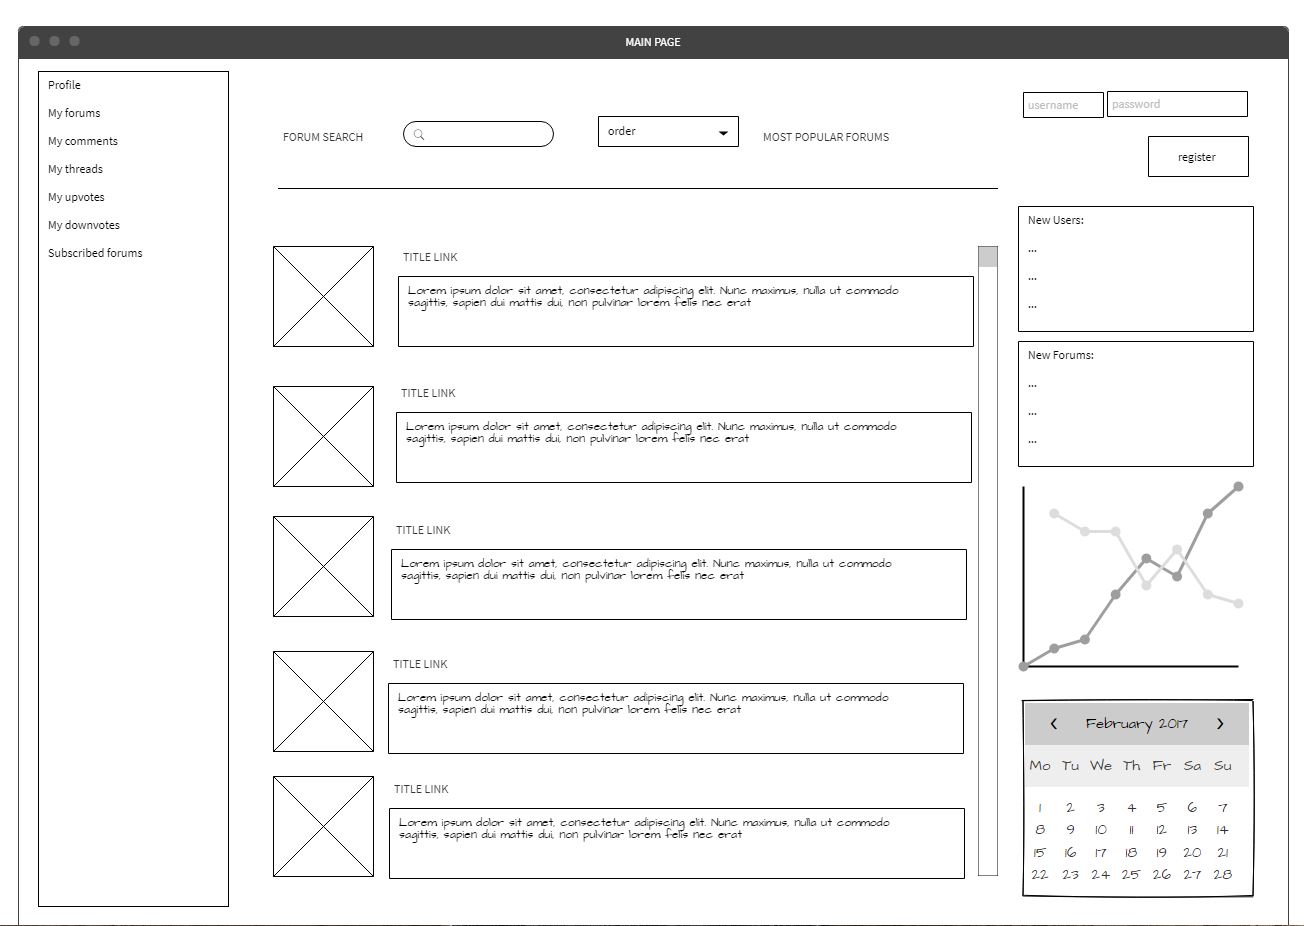 MAIN PAGE
Profile
My forums
My comments
My threads
My upvotes
My downvotes
Subscribed forums
FORUM SEARCH
order
MOST POPULAR FORUMS
username
password
register
TITLE LINK
Lorem ipsum dolor sit amet, consectetur adipiscing elit. Nunc maximus, nulla ut commodo
sagittis, sapien dui mattis dui, non pulvinar lorem felis nec erat
TITLE LINK
Lorem ipsum dolor sit amet, consectetur adipiscing elit. Nunc maximus, nulla ut commodo
sagittis, sapien dui mattis dui, non pulvinar lorem felis nec erat
TITLE LINK
Lorem ipsum dolor sit amet, consectetur adipiscing elit. Nunc maximus, nulla ut commodo
sagittis, sapien dui mattis dui, non pulvinar lorem felis nec erat
TITLE LINK
Lorem ipsum dolor sit amet, consectetur adipiscing elit. Nunc maximus, nulla ut commodo
sagittis, sapien dui mattis dui, non pulvinar lorem felis nec erat
TITLE LINK
Lorem ipsum dolor sit amet, consectetur adipiscing elit. Nunc maximus, nulla ut commodo
sagittis, sapien dui mattis dui, non pulvinar lorem felis nec erat
New Users:
...
...
...
New Forums:
...
...
...
February 2017
Mo Tu We Th Fr Sa Su
1 2 3 4 5 6 7
8 9 10 11 12 13 14
15 16 17 18 19 20 21
22 23 24 25 26 27 28